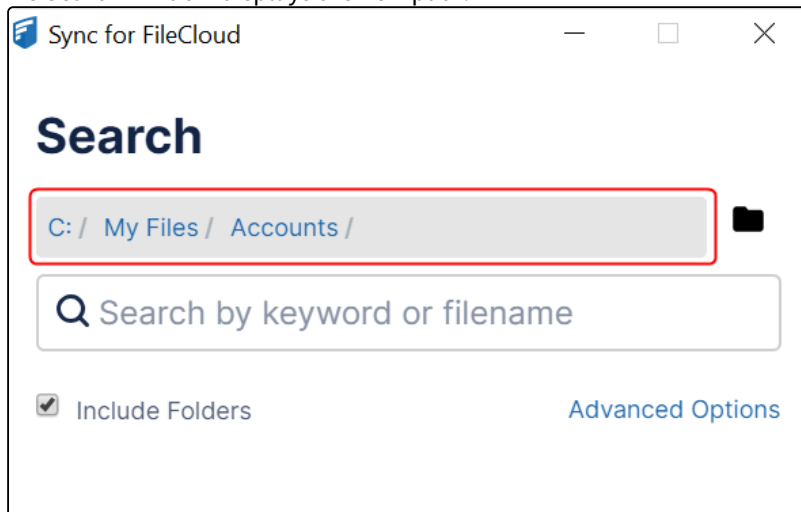 Sync for FileCloud
Search
C: / My Files / Accounts /
Search by keyword or filename
Include Folders
Advanced Options